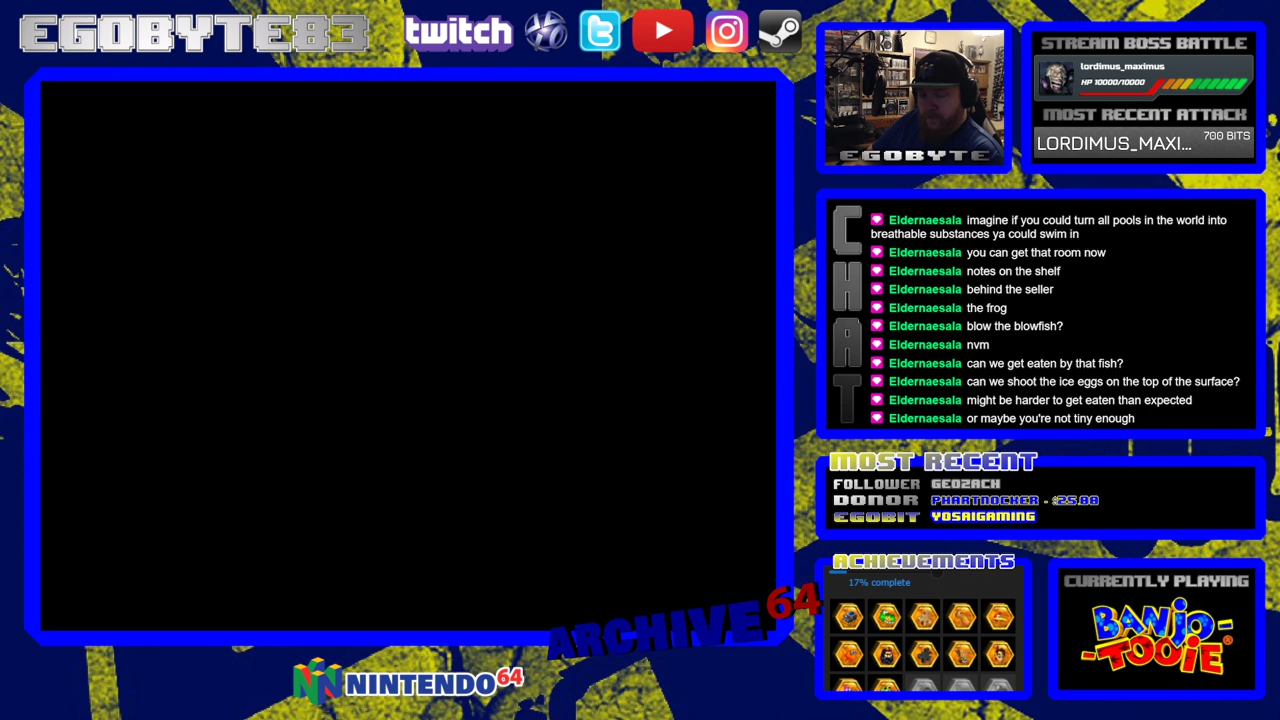 EGOBYTE83
twitch
STREAM BOSS BATTLE
lordimus_maximus
HP 10000/10000
MOST RECENT ATTACK
700 BITS
LORDIMUS_MAXI...
EGOBYTE
CHAT
Eldernaesala imagine if you could turn all pools in the world into
breathable substances ya could swim in
Eldernaesala you can get that room now
Eldernaesala notes on the shelf
Eldernaesala behind the seller
Eldernaesala the frog
Eldernaesala blow the blowfish?
Eldernaesala nvm
Eldernaesala can we get eaten by that fish?
Eldernaesala can we shoot the ice eggs on the top of the surface?
Eldernaesala might be harder to get eaten than expected
Eldernaesala or maybe you're not tiny enough
MOST RECENT
FOLLOWER GEOZACH
DONOR PHARTNOCKER - $25.00
EGOBIT YOSAIGAMING
ACHIEVEMENTS
17% complete
CURRENTLY PLAYING
BANJO-
-TOOIE
ARCHIVE 64
NINTENDO 64